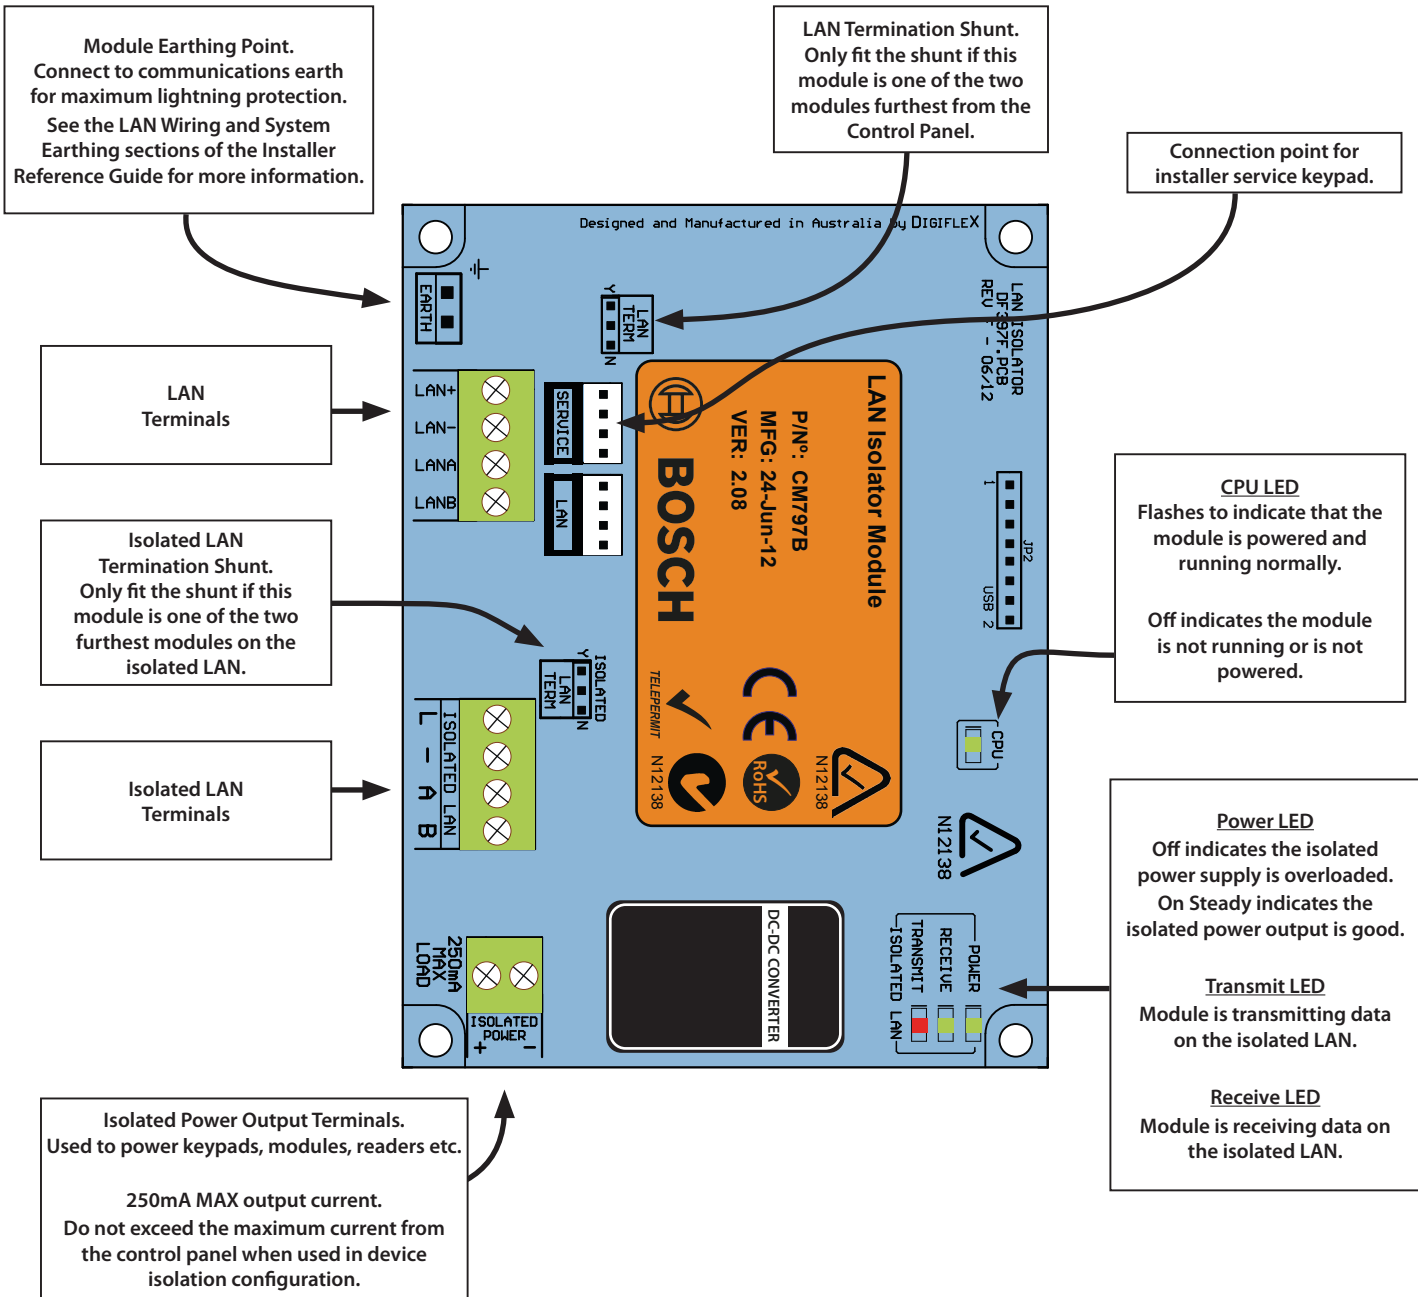 Module Earthing Point.
Connect to communications earth
for maximum lightning protection.
See the LAN Wiring and System
Earthing sections of the Installer
Reference Guide for more information.
LAN Termination Shunt.
Only fit the shunt if this
module is one of the two
modules furthest from the
Control Panel.
Connection point for
installer service keypad.
Designed and Manufactured in Australia by DIGIFLEX
EARTH
Y
LAN
TERM
N
LAN ISOLATOR
DF397F.PCB
REV F - 06/12
LAN
Terminals
LAN+
LAN-
LANA
LANB
SERVICE
LAN
LAN Isolator Module
P/Nº: CM797B
MFG: 24-Jun-12
VER: 2.08
BOSCH
TELEPERMIT
N12138
CE
RoHS
N12138
1
JP2
USB 2
CPU LED
Flashes to indicate that the
module is powered and
running normally.
Off indicates the module
is not running or is not
powered.
Isolated LAN
Termination Shunt.
Only fit the shunt if this
module is one of the two
furthest modules on the
isolated LAN.
ISOLATED
Y
LAN
TERM
N
CPU
N12138
Isolated LAN
Terminals
ISOLATED LAN
L
-
A
B
Power LED
Off indicates the isolated
power supply is overloaded.
On Steady indicates the
isolated power output is good.
Transmit LED
Module is transmitting data
on the isolated LAN.
Receive LED
Module is receiving data on
the isolated LAN.
DC-DC CONVERTER
POWER
RECEIVE
TRANSMIT
ISOLATED LAN
250mA
MAX
LOAD
ISOLATED
POWER
+ -
Isolated Power Output Terminals.
Used to power keypads, modules, readers etc.
250mA MAX output current.
Do not exceed the maximum current from
the control panel when used in device
isolation configuration.